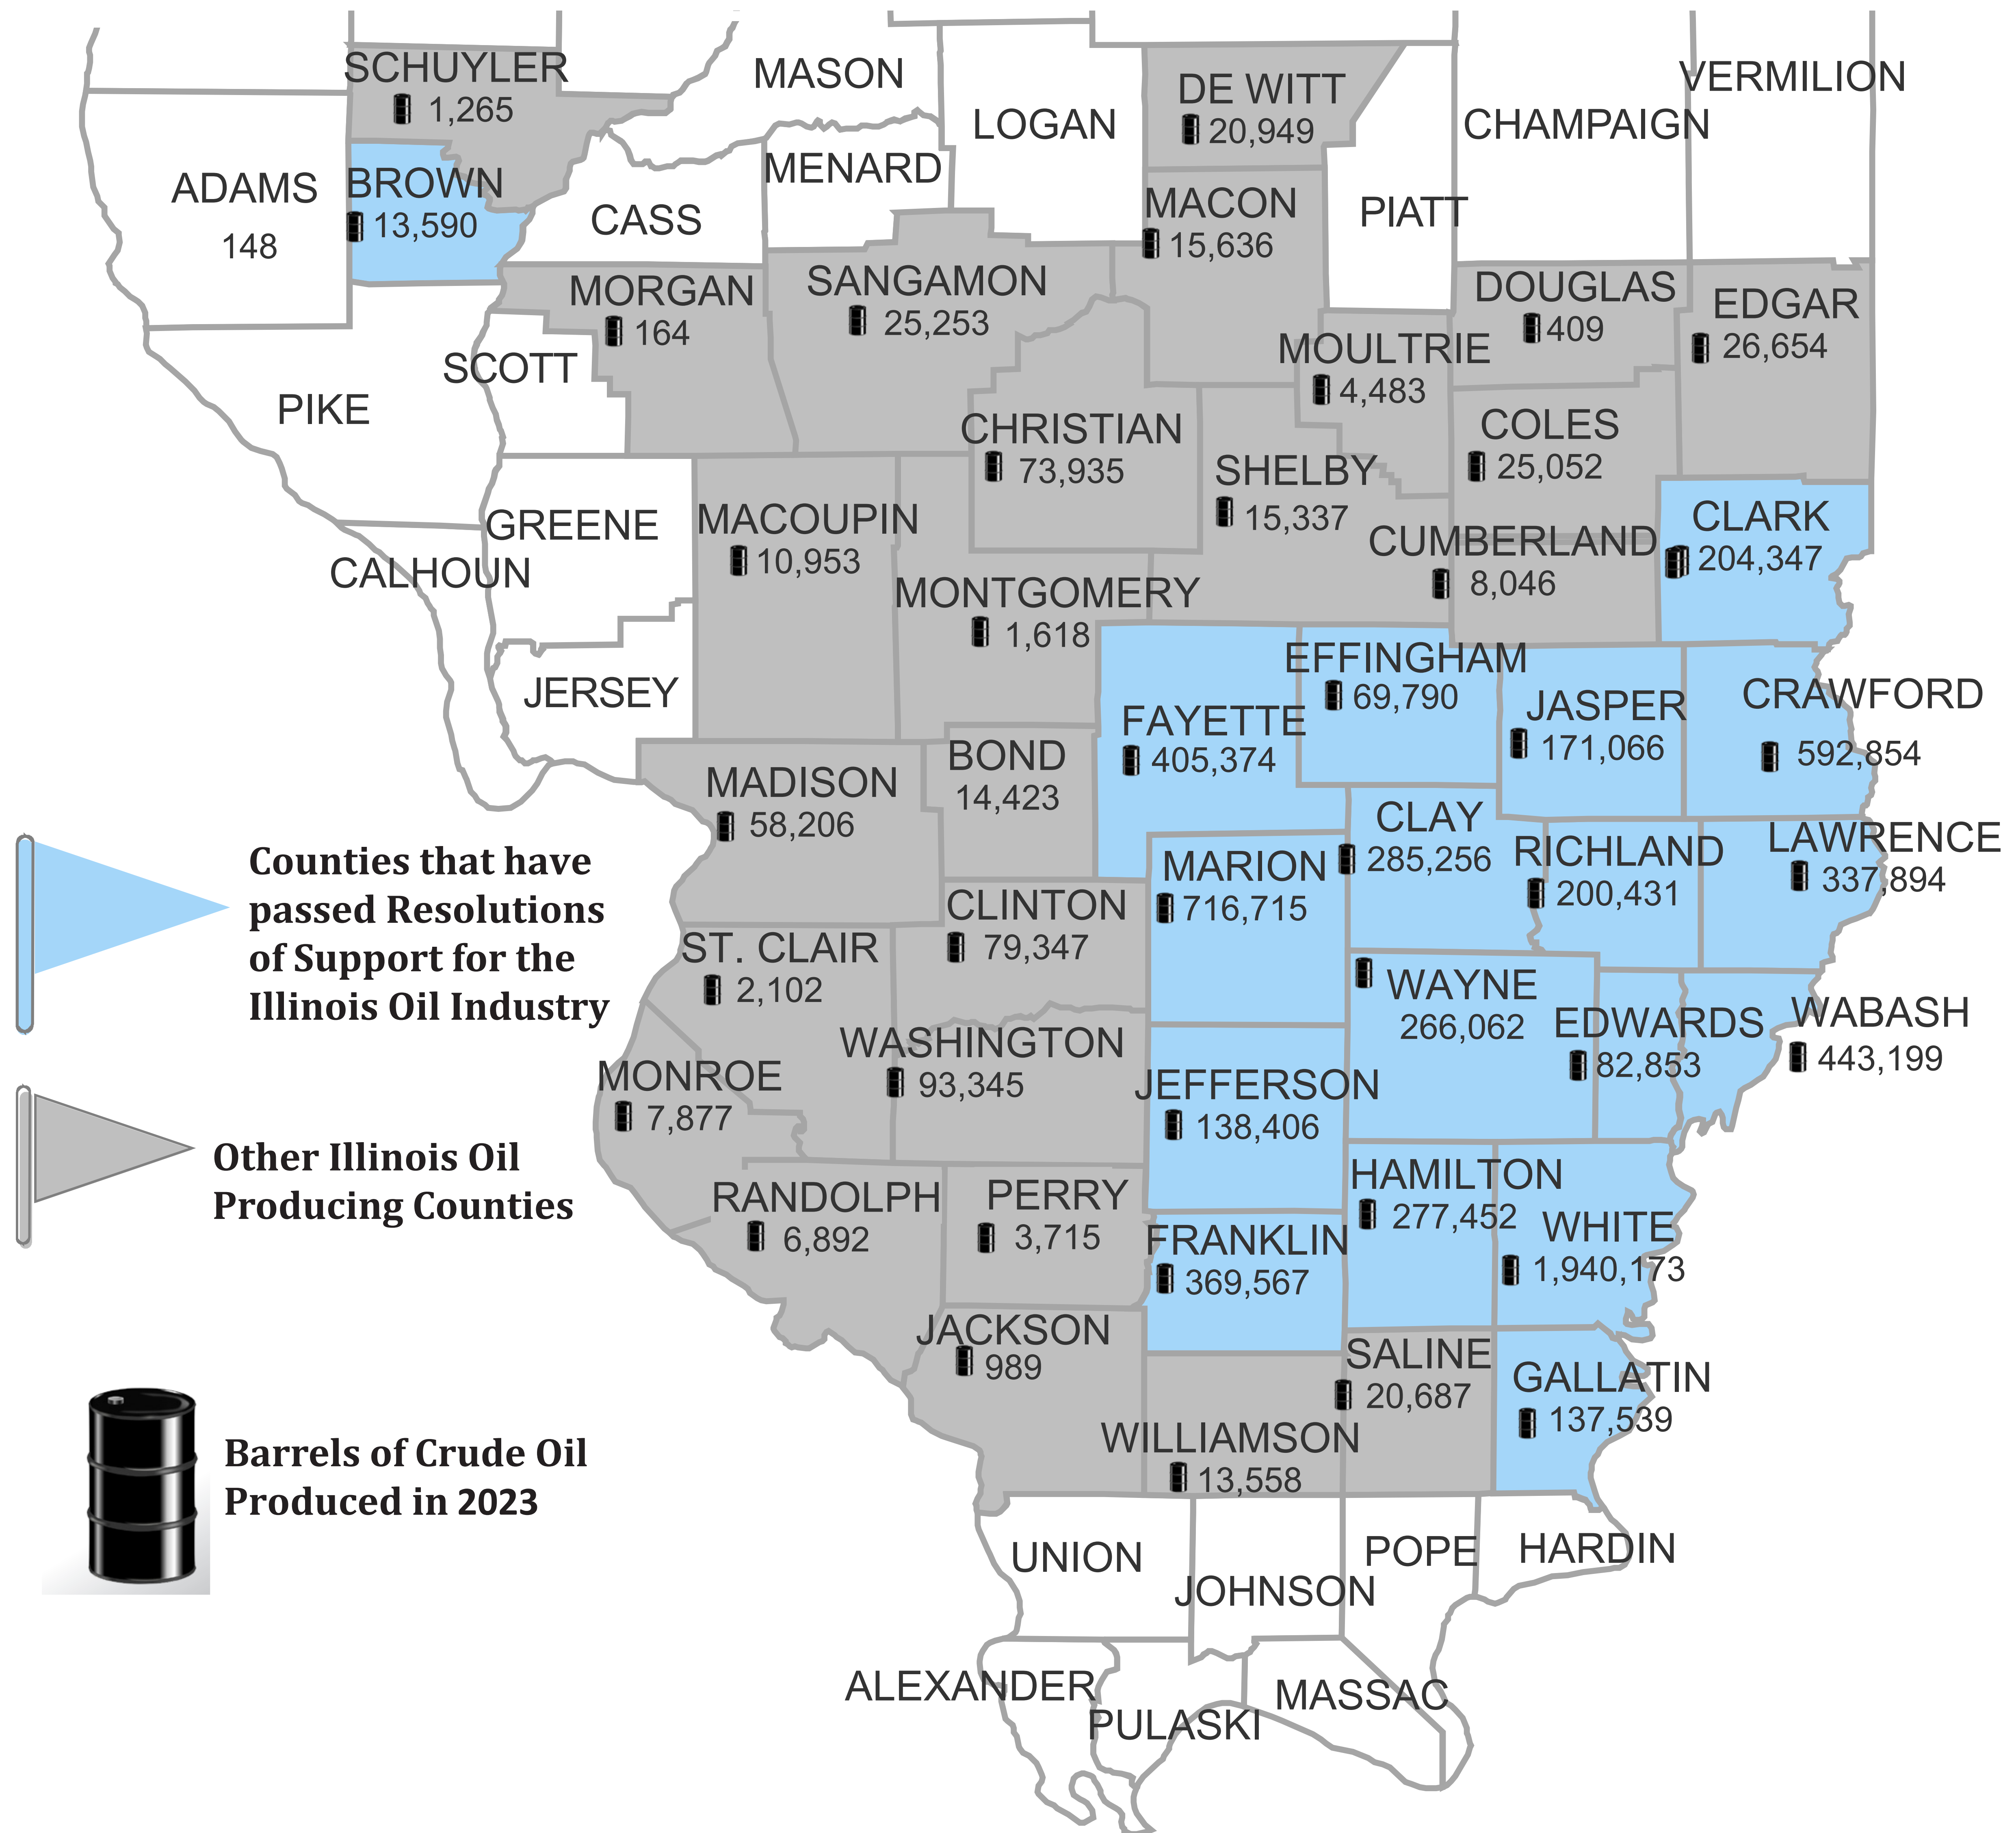 SCHUYLER
1,265
MASON
DE WITT
20,949
VERMILION
LOGAN
CHAMPAIGN
ADAMS
148
BROWN
13,590
MENARD
CASS
MACON
15,636
PIATT
MORGAN
164
SANGAMON
25,253
DOUGLAS
409
EDGAR
26,654
SCOTT
MOULTRIE
4,483
PIKE
CHRISTIAN
73,935
COLES
25,052
SHELBY
15,337
GREENE
MACOUPIN
10,953
CUMBERLAND
8,046
CLARK
204,347
CALHOUN
MONTGOMERY
1,618
JERSEY
EFFINGHAM
69,790
FAYETTE
405,374
JASPER
171,066
CRAWFORD
592,854
MADISON
58,206
BOND
14,423
CLAY
285,256
MARION
716,715
RICHLAND
200,431
LAWRENCE
337,894
Counties that have
passed Resolutions
of Support for the
Illinois Oil Industry
CLINTON
79,347
ST. CLAIR
2,102
WAYNE
266,062
EDWARDS
82,853
WABASH
443,199
WASHINGTON
93,345
MONROE
7,877
JEFFERSON
138,406
Other Illinois Oil
Producing Counties
RANDOLPH
6,892
PERRY
3,715
HAMILTON
277,452
WHITE
1,940,173
FRANKLIN
369,567
JACKSON
989
SALINE
20,687
GALLATIN
137,539
WILLIAMSON
13,558
Barrels of Crude Oil
Produced in 2023
UNION
JOHNSON
POPE
HARDIN
ALEXANDER
PULASKI
MASSAC